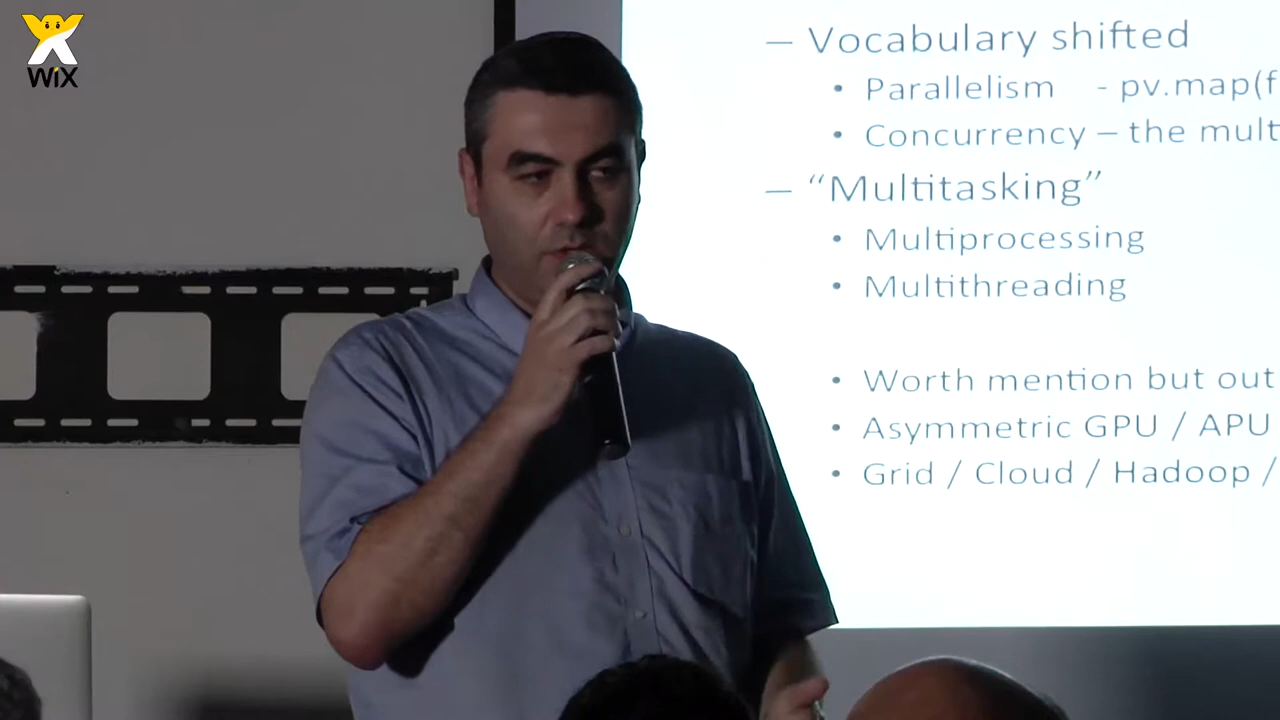 WiX
– Vocabulary shifted
• Parallelism - pv.map(f
• Concurrency – the mult
– “Multitasking”
• Multiprocessing
• Multithreading
• Worth mention but out
• Asymmetric GPU / APU
• Grid / Cloud / Hadoop /